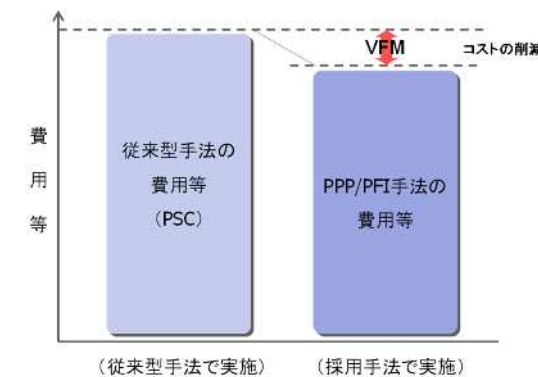 VFM
コストの削減
費用等
従来型手法の
費用等
(PSC)
PPP/PFI手法の
費用等
(従来型手法で実施)
(採用手法で実施)